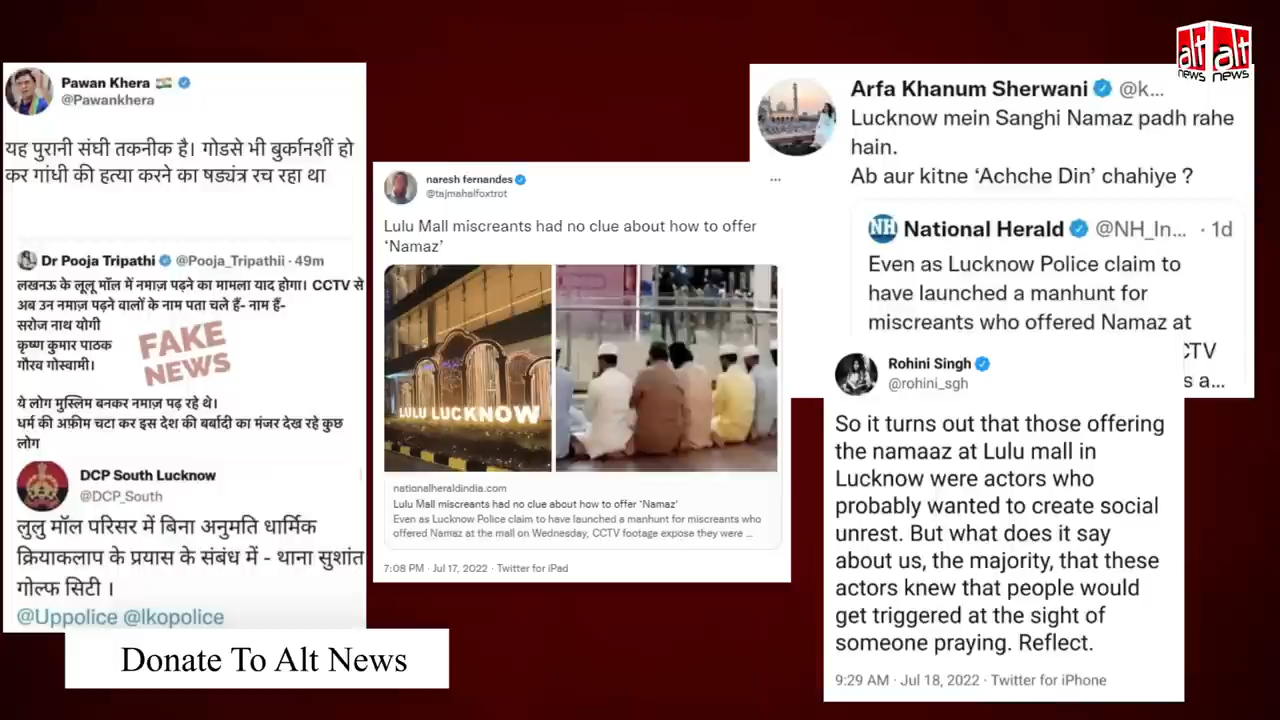 alt alt
news news
Pawan Khera
@Pawankhera
यह पुरानी संघी तकनीक है। गोडसे भी बुर्कानशीं हो
कर गांधी की हत्या करने का षड्यंत्र रच रहा था
Dr Pooja Tripathi @Pooja_Tripathii · 49m
लखनऊ के लूलू मॉल में नमाज़ पढ़ने का मामला याद होगा। CCTV से
अब उन नमाज़ पढ़ने वालों के नाम पता चले हैं- नाम हैं-
सरोज नाथ योगी
कृष्ण कुमार पाठक
गौरव गोस्वामी।
FAKE
NEWS
ये लोग मुस्लिम बनकर नमाज़ पढ़ रहे थे।
धर्म की अफ़ीम चटा कर इस देश की बर्बादी का मंजर देख रहे कुछ
लोग
DCP South Lucknow
@DCP_South
लुलु मॉल परिसर में बिना अनुमति धार्मिक
क्रियाकलाप के प्रयास के संबंध में - थाना सुशांत
गोल्फ सिटी ।
@Uppolice @lkopolice
Donate To Alt News
naresh fernandes
@tajmahalfoxtrot
...
Lulu Mall miscreants had no clue about how to offer
‘Namaz’
LULU LUCKNOW
nationalheraldindia.com
Lulu Mall miscreants had no clue about how to offer 'Namaz'
Even as Lucknow Police claim to have launched a manhunt for miscreants who
offered Namaz at the mall on Wednesday, CCTV footage expose they were ...
7:08 PM · Jul 17, 2022 · Twitter for iPad
Arfa Khanum Sherwani @k...
Lucknow mein Sanghi Namaz padh rahe
hain.
Ab aur kitne ‘Achche Din’ chahiye ?
NH National Herald @NH_In... · 1d
Even as Lucknow Police claim to
have launched a manhunt for
miscreants who offered Namaz at
CTV
s a...
Rohini Singh
@rohini_sgh
So it turns out that those offering
the namaaz at Lulu mall in
Lucknow were actors who
probably wanted to create social
unrest. But what does it say
about us, the majority, that these
actors knew that people would
get triggered at the sight of
someone praying. Reflect.
9:29 AM · Jul 18, 2022 · Twitter for iPhone